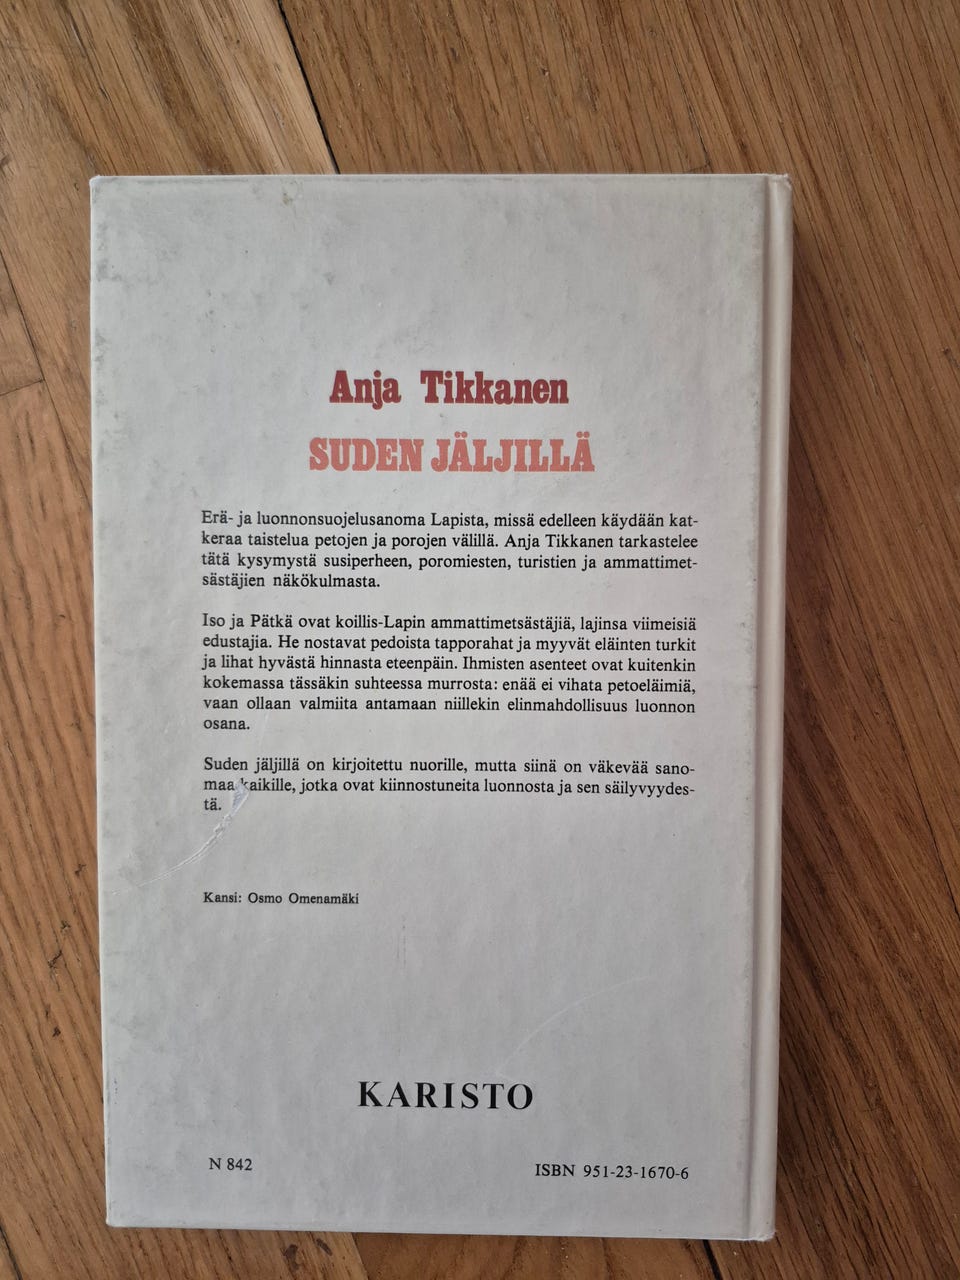 Anja Tikkanen
SUDEN JÄLJILLÄ
Erä- ja luonnonsuojelusanoma Lapista, missä edelleen käydään kat-
keraa taistelua petojen ja porojen välillä. Anja Tikkanen tarkastelee
tätä kysymystä susiperheen, poromiesten, turistien ja ammattimet-
sästäjien näkökulmasta.
Iso ja Pätkä ovat koillis-Lapin ammattimetsästäjiä, lajinsa viimeisiä
edustajia. He nostavat pedoista tapporahat ja myyvät eläinten turkit
ja lihat hyvästä hinnasta eteenpäin. Ihmisten asenteet ovat kuitenkin
kokemassa tässäkin suhteessa murrosta: enää ei vihata petoeläimiä,
vaan ollaan valmiita antamaan niillekin elinmahdollisuus luonnon
osana.
Suden jäljillä on kirjoitettu nuorille, mutta siinä on väkevää sano-
maa kaikille, jotka ovat kiinnostuneita luonnosta ja sen säilyvyydes-
tä.
Kansi: Osmo Omenamäki
KARISTO
N 842
ISBN 951-23-1670-6